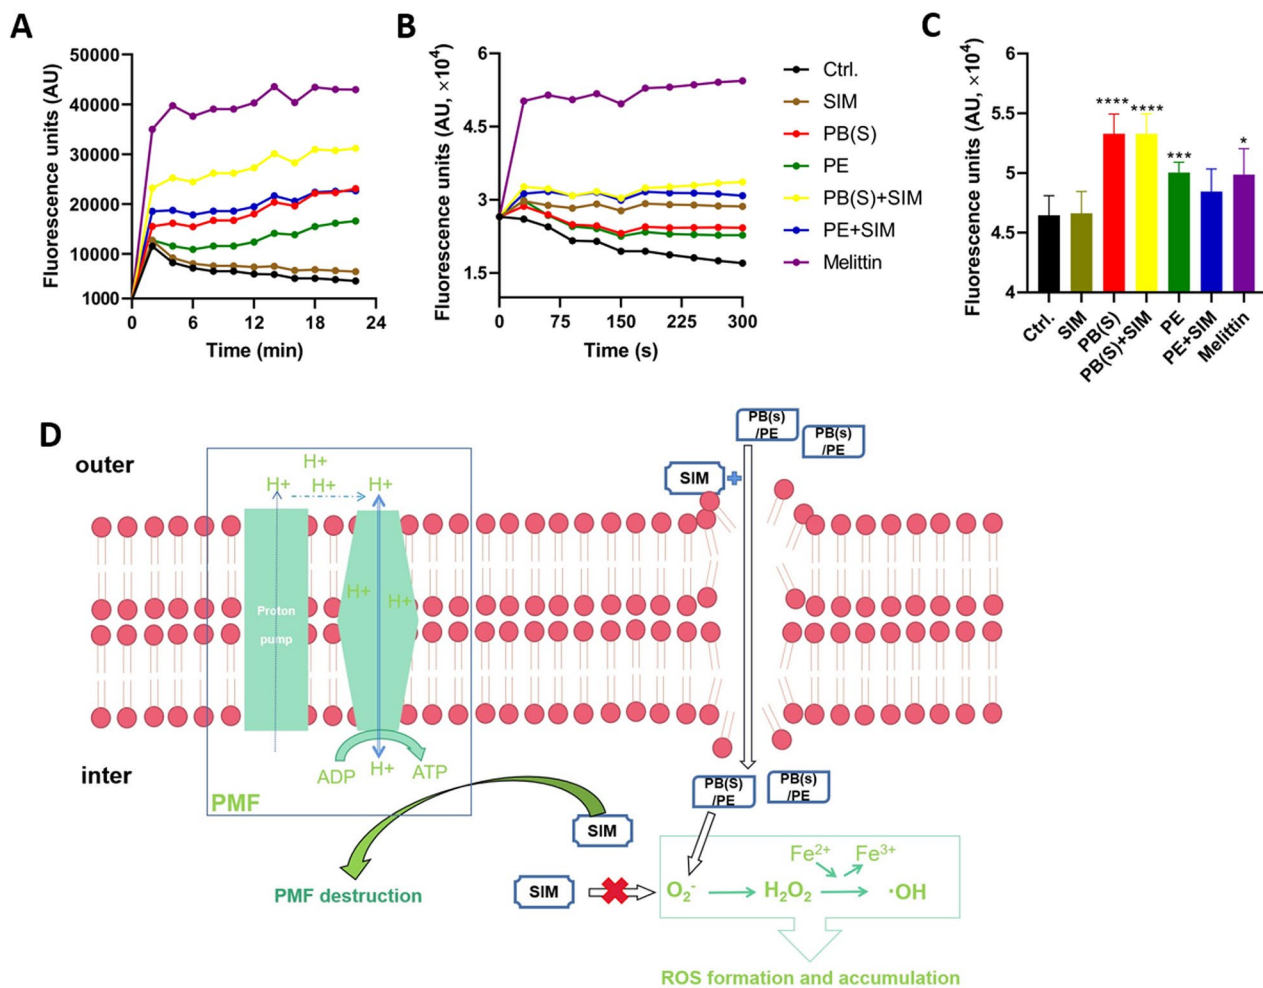 A
Fluorescence units (AU)
50000
40000
30000
20000
10000
1000
0 6 12 18 24
Time (min)
B
Fluorescence units (AU, ×10⁴)
6
4.5
3
1.5
0 75 150 225 300
Time (s)
Ctrl.
SIM
PB(S)
PE
PB(S)+SIM
PE+SIM
Melittin
C
Fluorescence units (AU, ×10⁴)
6
5.5
5
4.5
4
**** **** *** *
Ctrl. SIM PB(S) PB(S)+SIM PE PE+SIM Melittin
D
outer
PB(s)
/PE
PB(s)
/PE
SIM
H+
H+ H+ H+
H+ H+
Proton
pump
inter
ADP H+ ATP
PMF
PB(S)
/PE
PB(s)
/PE
SIM
PMF destruction
SIM
Fe²⁺ Fe³⁺
O₂⁻ H₂O₂ ·OH
ROS formation and accumulation